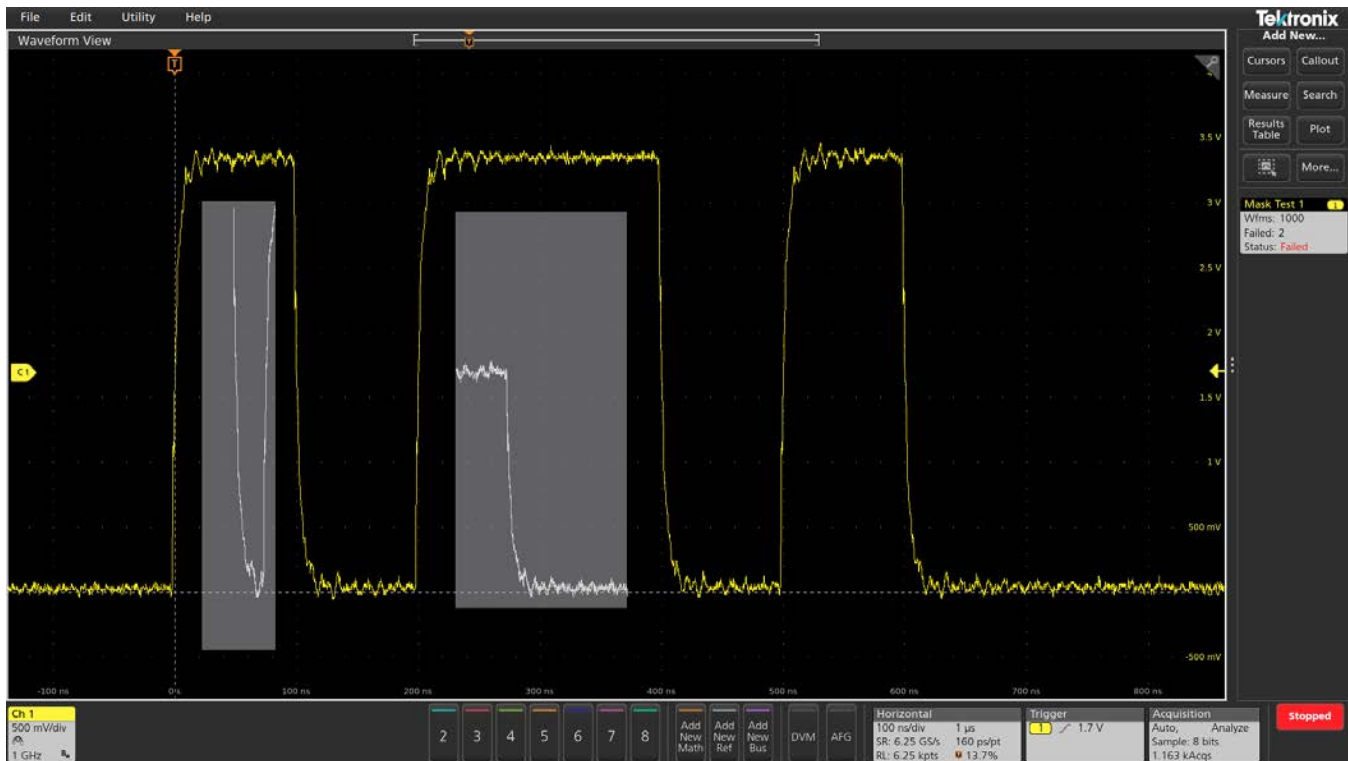 File Edit Utility Help
Tektronix
Waveform View
Add New...
T
T
Cursors Callout
Measure Search
Results Table Plot
More...
3.5 V
3 V
2.5 V
2 V
1.5 V
1 V
500 mV
-500 mV
Mask Test 1 1
Wfms: 1000
Failed: 2
Status: Failed
C1
-100 ns 0 s 100 ns 200 ns 300 ns 400 ns 500 ns 600 ns 700 ns 800 ns
Ch 1
500 mV/div
1 GHz
2 3 4 5 6 7 8
Add New Math
Add New Ref
Add New Bus
DVM AFG
Horizontal
100 ns/div 1 µs
SR: 6.25 GS/s 160 ps/pt
RL: 6.25 kpts 13.7%
Trigger
1 1.7 V
Acquisition
Auto, Analyze
Sample: 8 bits
1.163 kAcqs
Stopped